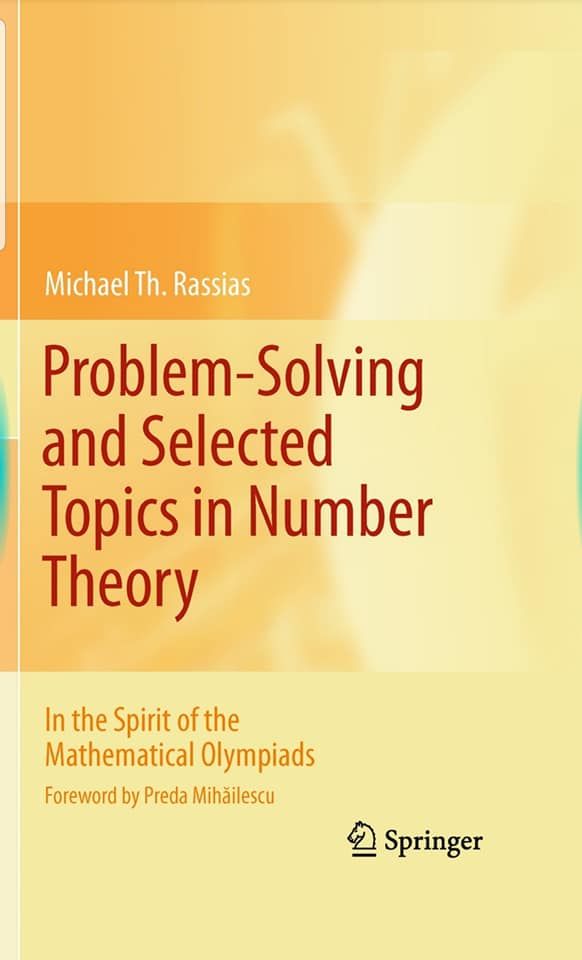 Michael Th. Rassias
Problem-Solving
and Selected
Topics in Number
Theory
In the Spirit of the
Mathematical Olympiads
Foreword by Preda Mihăilescu
Springer